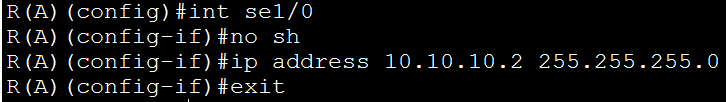 R(A)(config)#int se1/0
R(A)(config-if)#no sh
R(A)(config-if)#ip address 10.10.10.2 255.255.255.0
R(A)(config-if)#exit